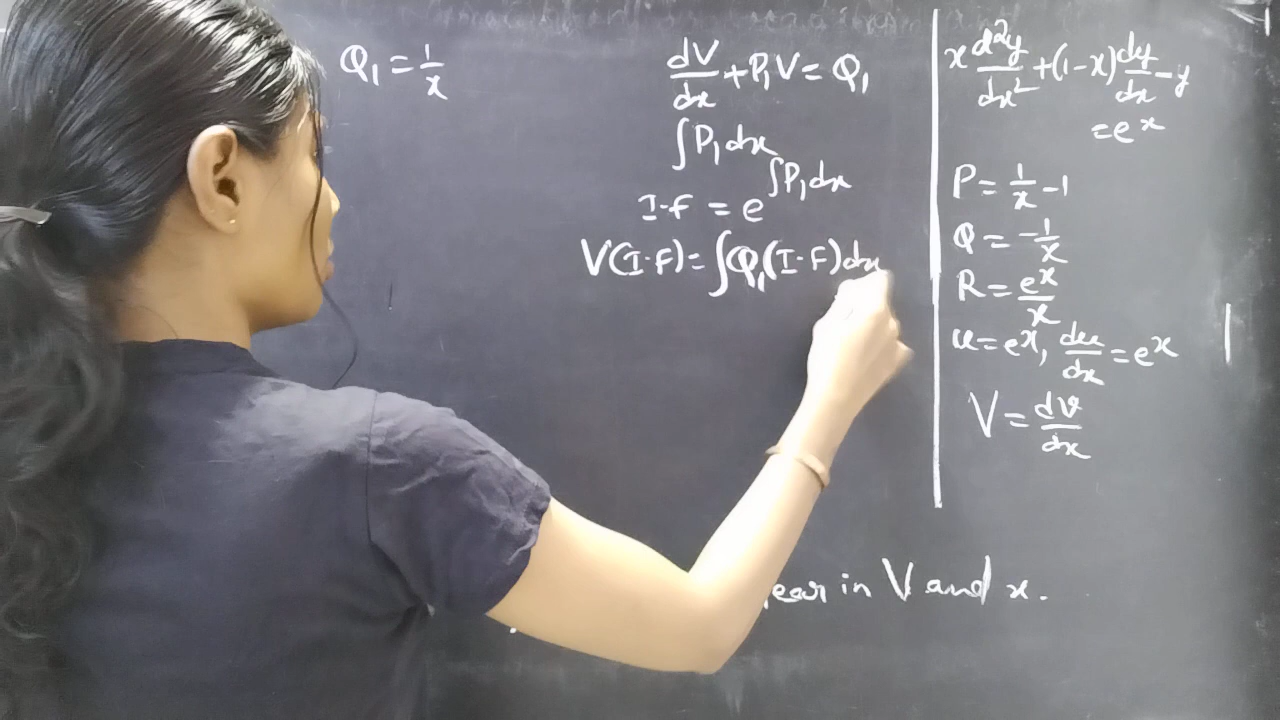 Q₁ = 1/x
dV/dx + P₁V = Q₁
∫P₁dx
I·F = e^∫P₁dx
V(I·F) = ∫Q₁(I·F)dx
x d²y/dx² + (1-x) dy/dx - y
= e^x
P = 1/x - 1
Q = -1/x
R = e^x/x
u = e^x, du/dx = e^x
V = dv/dx
in V and x.